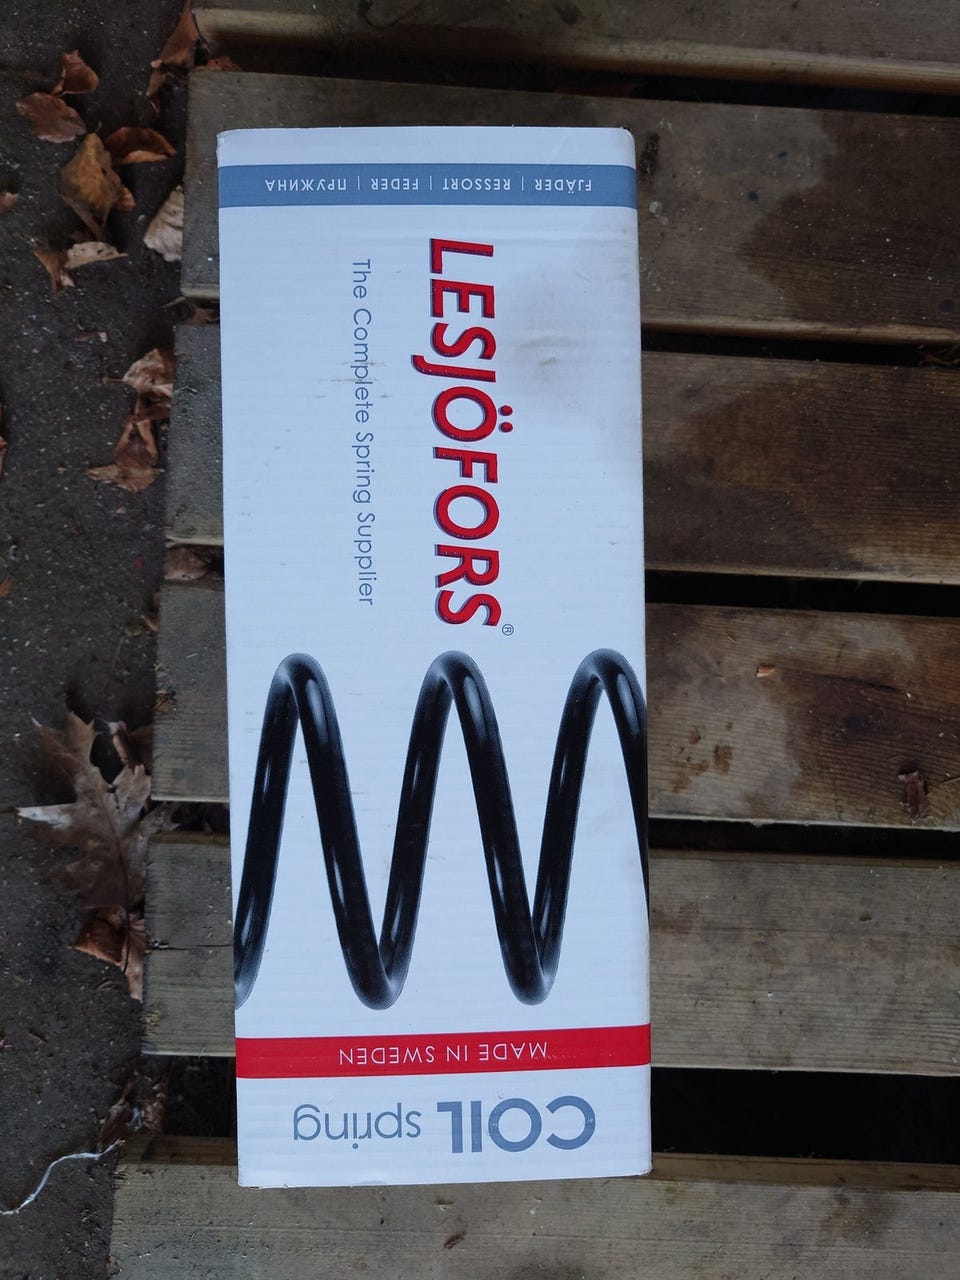 COIL spring
MADE IN SWEDEN
LESJÖFORS®
The Complete Spring Supplier
FJÄDER | RESSORT | FEDER | ПРУЖИНА